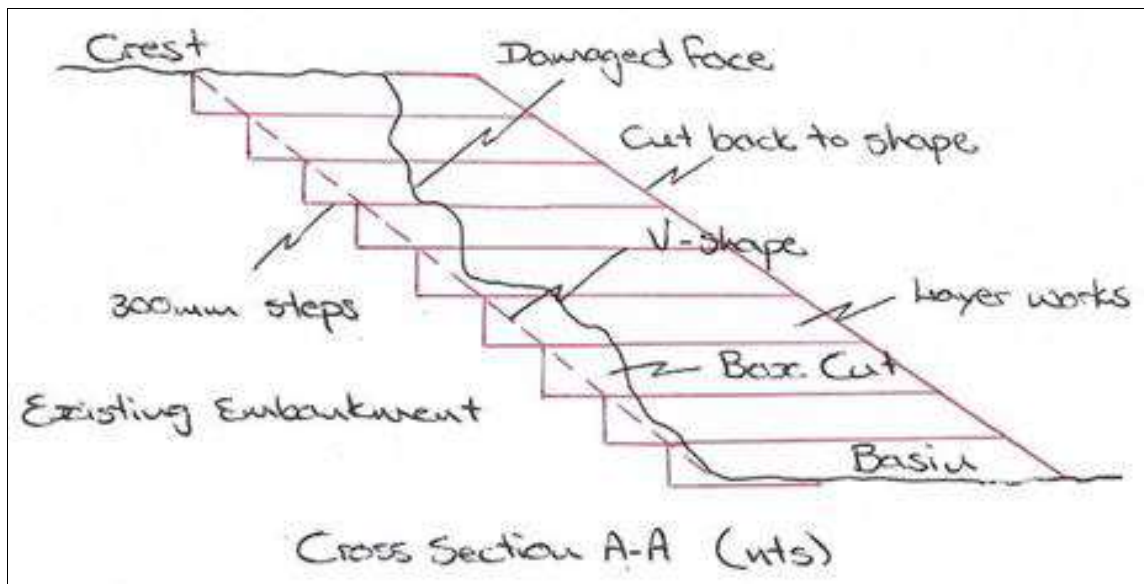 Crest
Damaged face
Cut back to shape
V-shape
300mm steps
Layer works
Box Cut
Existing Embankment
Basin
Cross Section A-A (nts)